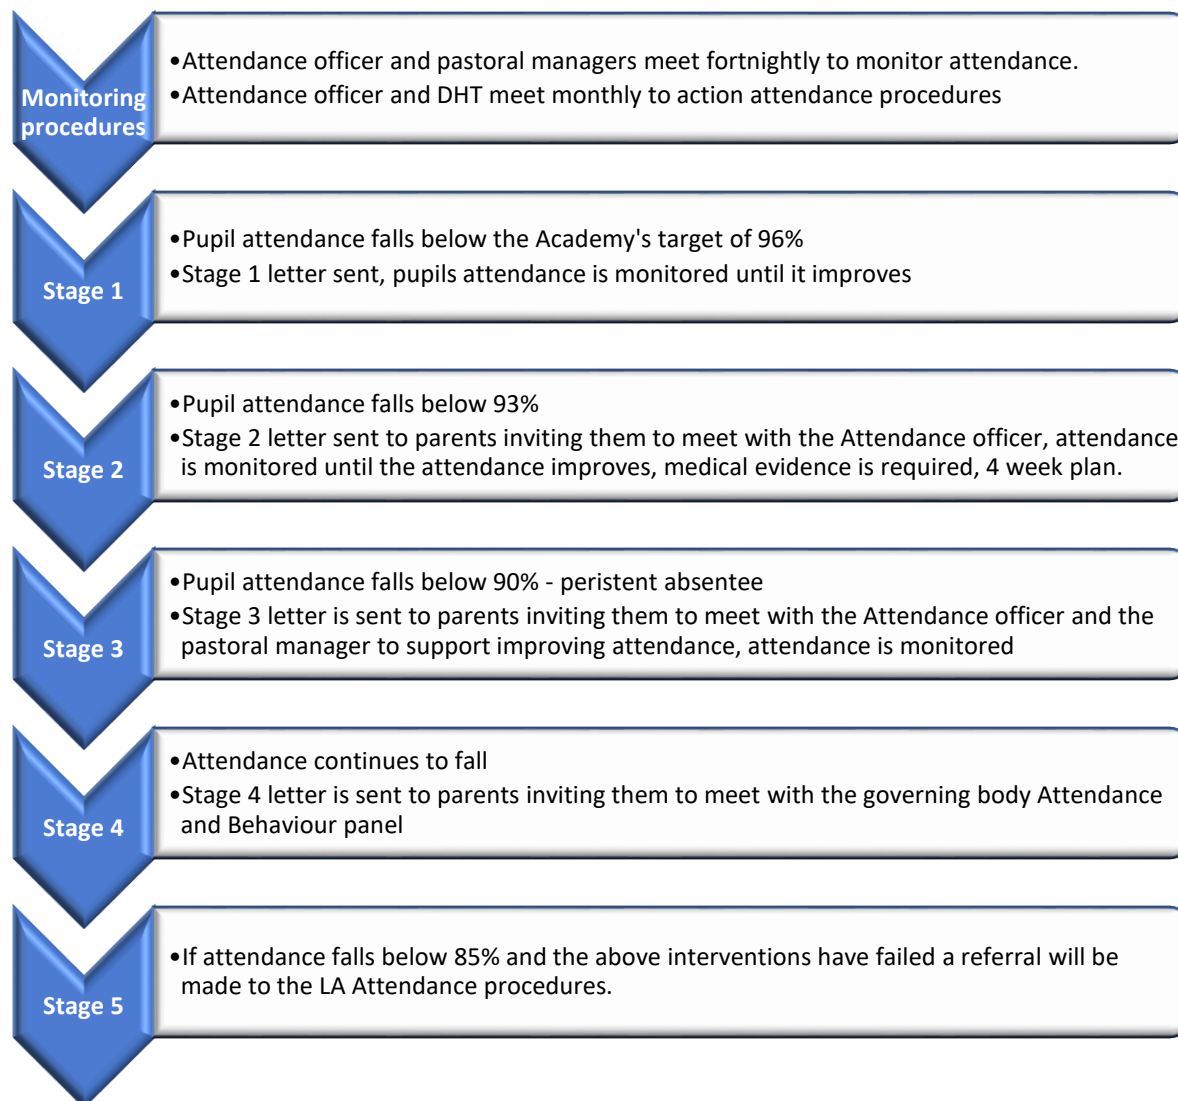 Monitoring
procedures
•Attendance officer and pastoral managers meet fortnightly to monitor attendance.
•Attendance officer and DHT meet monthly to action attendance procedures
Stage 1
•Pupil attendance falls below the Academy's target of 96%
•Stage 1 letter sent, pupils attendance is monitored until it improves
Stage 2
•Pupil attendance falls below 93%
•Stage 2 letter sent to parents inviting them to meet with the Attendance officer, attendance
is monitored until the attendance improves, medical evidence is required, 4 week plan.
Stage 3
•Pupil attendance falls below 90% - peristent absentee
•Stage 3 letter is sent to parents inviting them to meet with the Attendance officer and the
pastoral manager to support improving attendance, attendance is monitored
Stage 4
•Attendance continues to fall
•Stage 4 letter is sent to parents inviting them to meet with the governing body Attendance
and Behaviour panel
Stage 5
•If attendance falls below 85% and the above interventions have failed a referral will be
made to the LA Attendance procedures.